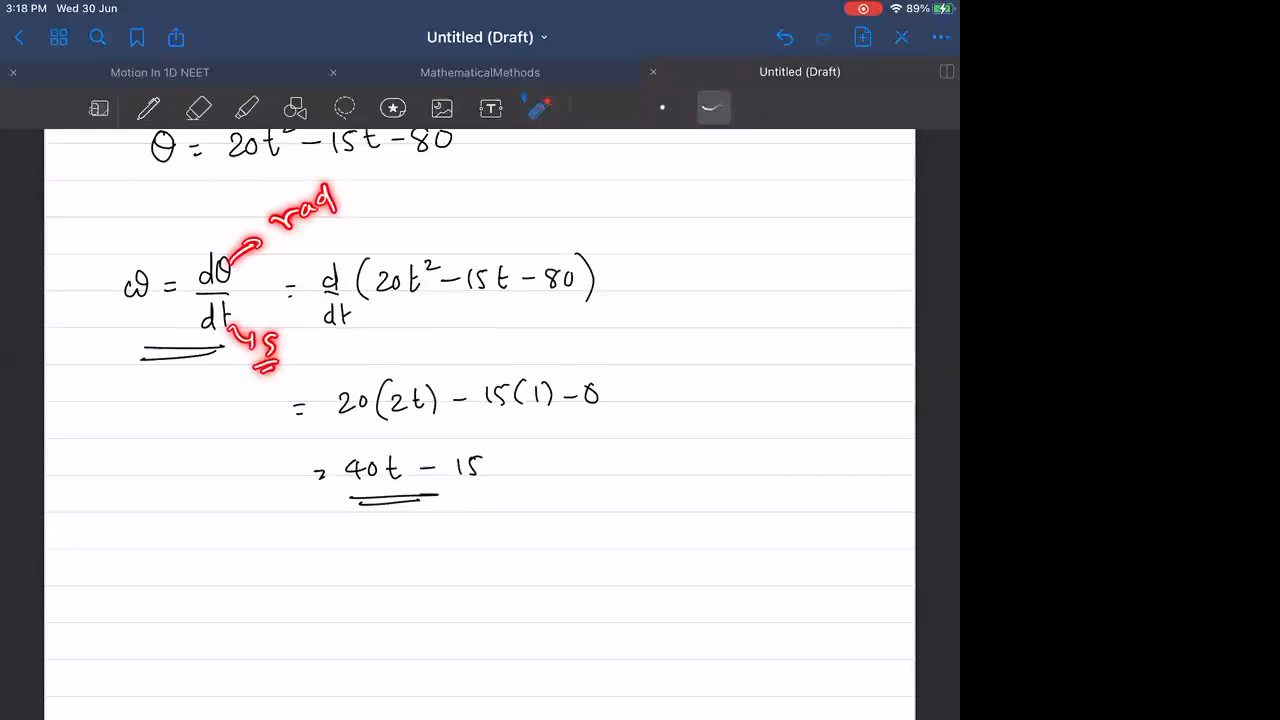 3:18 PM Wed 30 Jun 89%
Untitled (Draft)
Motion In 1D NEET MathematicalMethods Untitled (Draft)
θ = 20t² - 15t - 80
rad
ω = dθ/dt = d/dt (20t² - 15t - 80)
s
= 20(2t) - 15(1) - 0
= 40t - 15